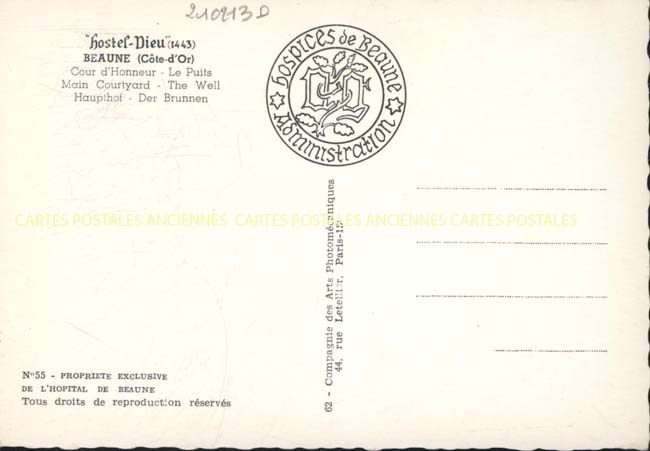 210213D
"hostel-Dieu" (1443)
BEAUNE (Côte-d'Or)
Cour d'Honneur - Le Puits
Main Courtyard - The Well
Haupthof - Der Brunnen
hospices de Beaune
Administration
CARTES POSTALES ANCIENNES CARTES POSTALES ANCIENNES CARTES POSTALES
62 - Compagnie des Arts Photomécaniques
44, rue Letellier, Paris-15
N°55 - PROPRIETE EXCLUSIVE
DE L'HOPITAL DE BEAUNE
Tous droits de reproduction réservés